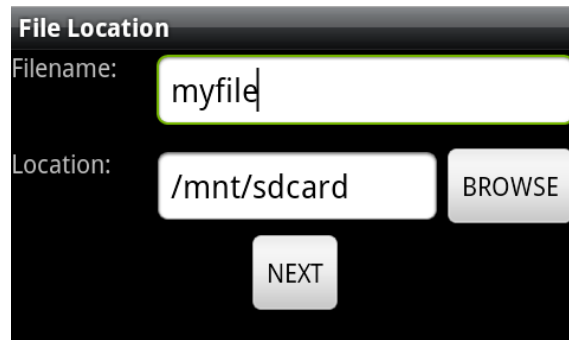 File Location
Filename:
myfile
Location:
/mnt/sdcard
BROWSE
NEXT